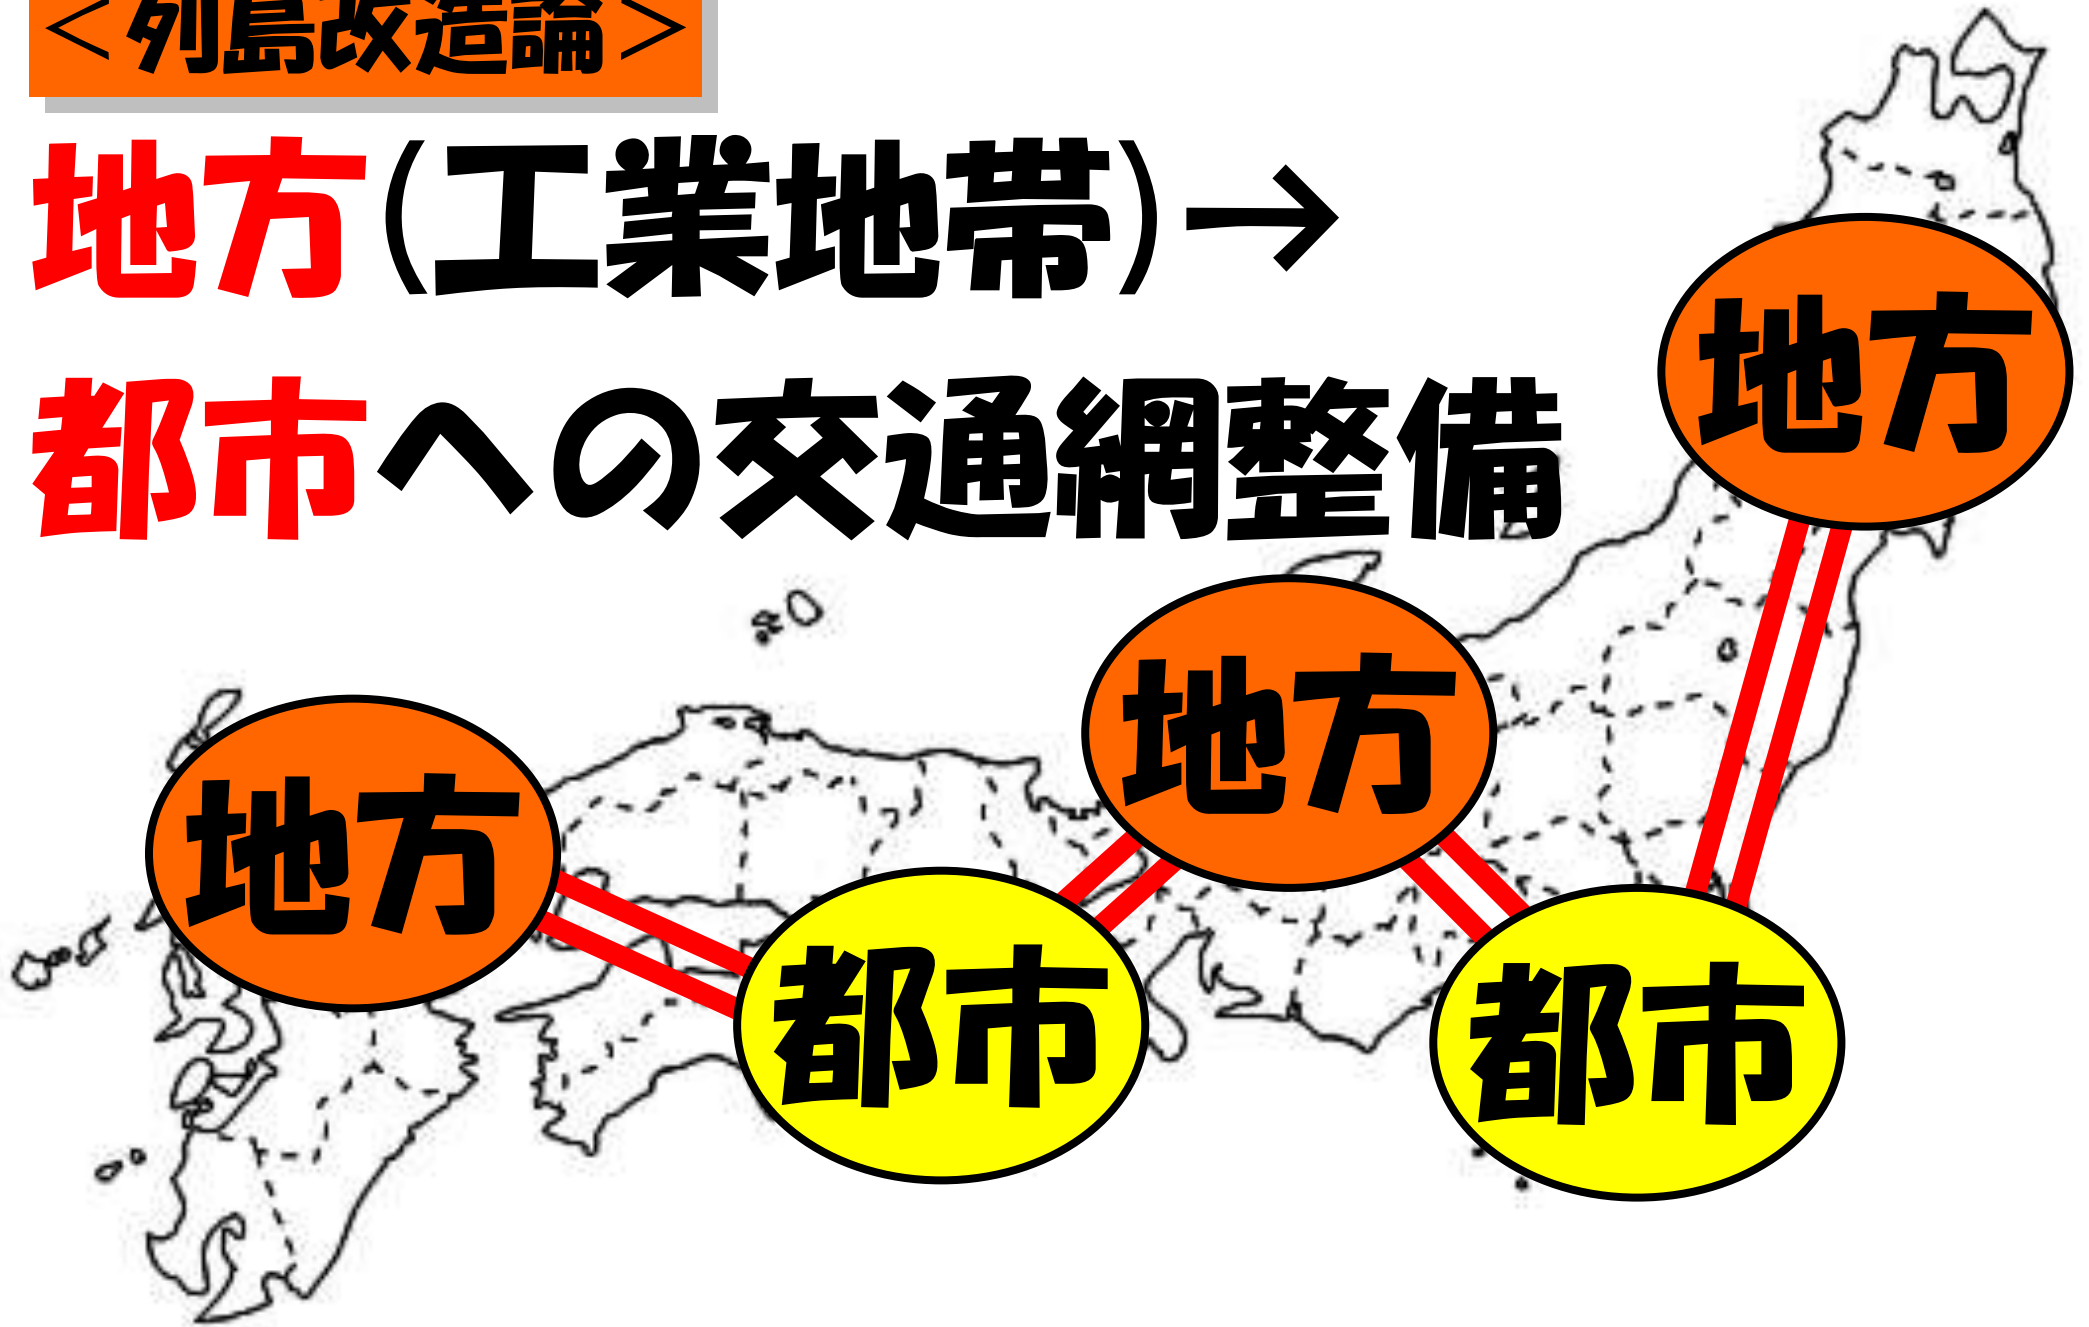 ＜列島改造論＞
地方(工業地帯)→
都市への交通網整備
地方
地方
地方
都市
都市